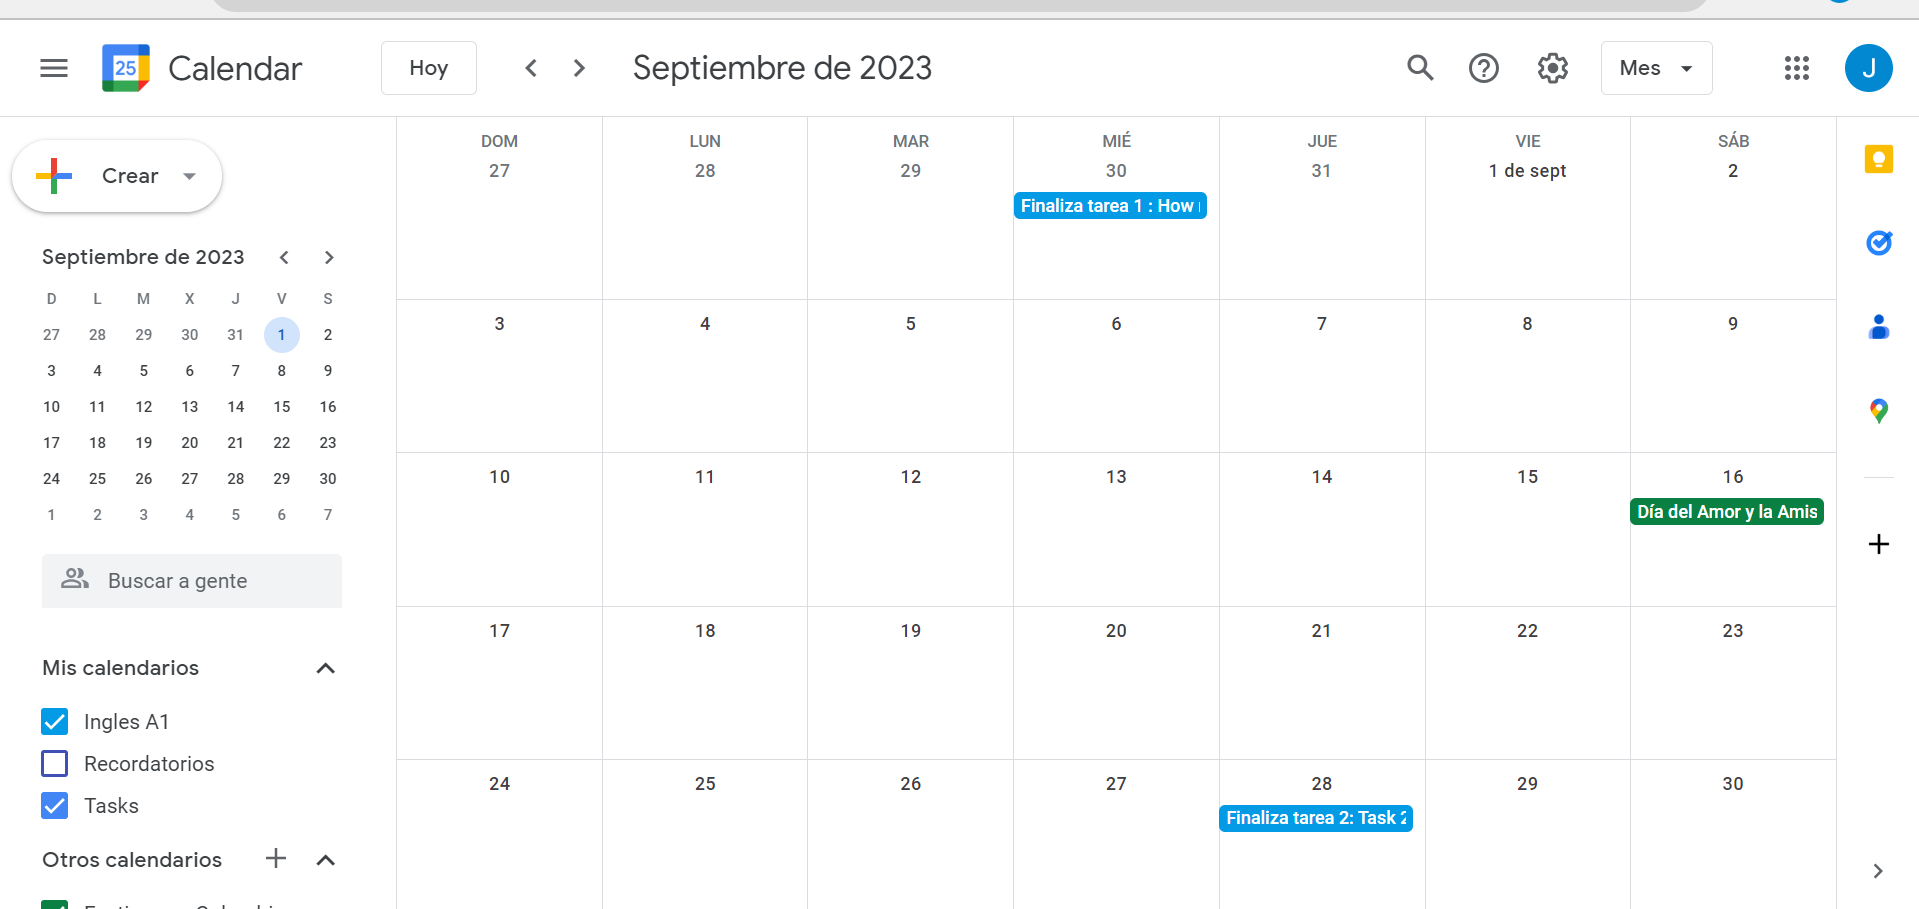 25 Calendar Hoy Septiembre de 2023 Mes J
Crear
Septiembre de 2023
D L M X J V S
27 28 29 30 31 1 2
3 4 5 6 7 8 9
10 11 12 13 14 15 16
17 18 19 20 21 22 23
24 25 26 27 28 29 30
1 2 3 4 5 6 7
Buscar a gente
Mis calendarios
Ingles A1
Recordatorios
Tasks
Otros calendarios
DOM LUN MAR MIÉ JUE VIE SÁB
27 28 29 30 31 1 de sept 2
Finaliza tarea 1 : How
3 4 5 6 7 8 9
10 11 12 13 14 15 16
Día del Amor y la Amis
17 18 19 20 21 22 23
24 25 26 27 28 29 30
Finaliza tarea 2: Task 2